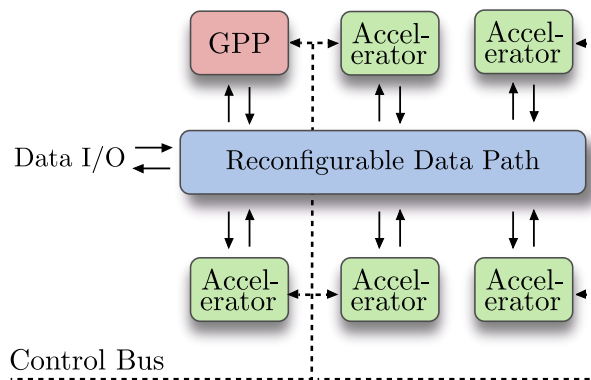 GPP
Accel-
erator
Accel-
erator
Data I/O
Reconfigurable Data Path
Accel-
erator
Accel-
erator
Accel-
erator
Control Bus